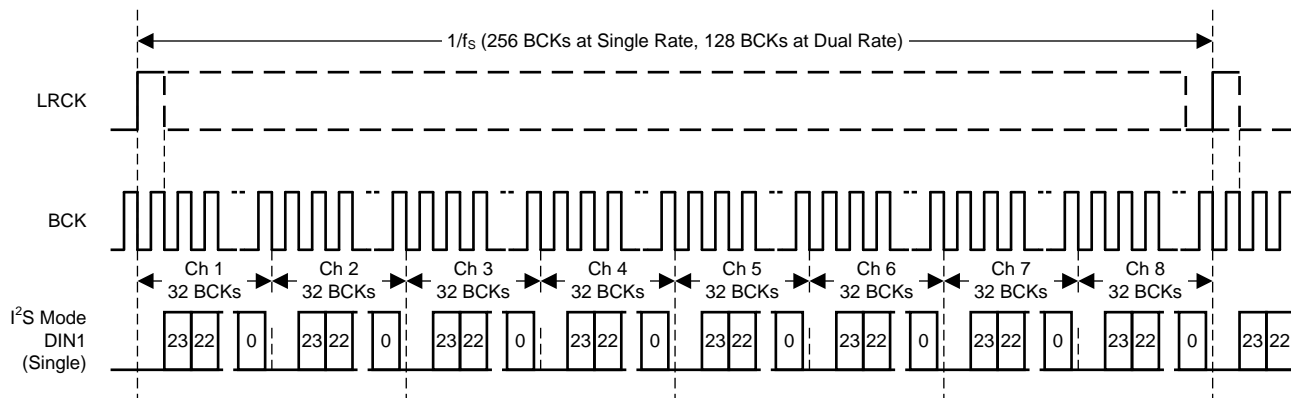 1/fS (256 BCKs at Single Rate, 128 BCKs at Dual Rate)
LRCK
BCK
Ch 1 Ch 2 Ch 3 Ch 4 Ch 5 Ch 6 Ch 7 Ch 8
32 BCKs 32 BCKs 32 BCKs 32 BCKs 32 BCKs 32 BCKs 32 BCKs 32 BCKs
I²S Mode
DIN1
(Single)
23 22 0 23 22 0 23 22 0 23 22 0 23 22 0 23 22 0 23 22 0 23 22 0 23 22